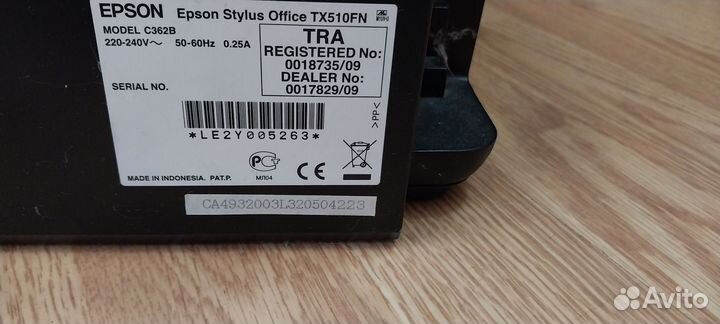 EPSON Epson Stylus Office TX510FN
MODEL C362B
220-240V~ 50-60Hz 0.25A
TRA
REGISTERED No:
0018735/09
DEALER No:
0017829/09
SERIAL NO.
*LE2Y005263*
>PP<
МЛ04
CE
MADE IN INDONESIA. PAT.P.
CA4932003L320504223
Avito